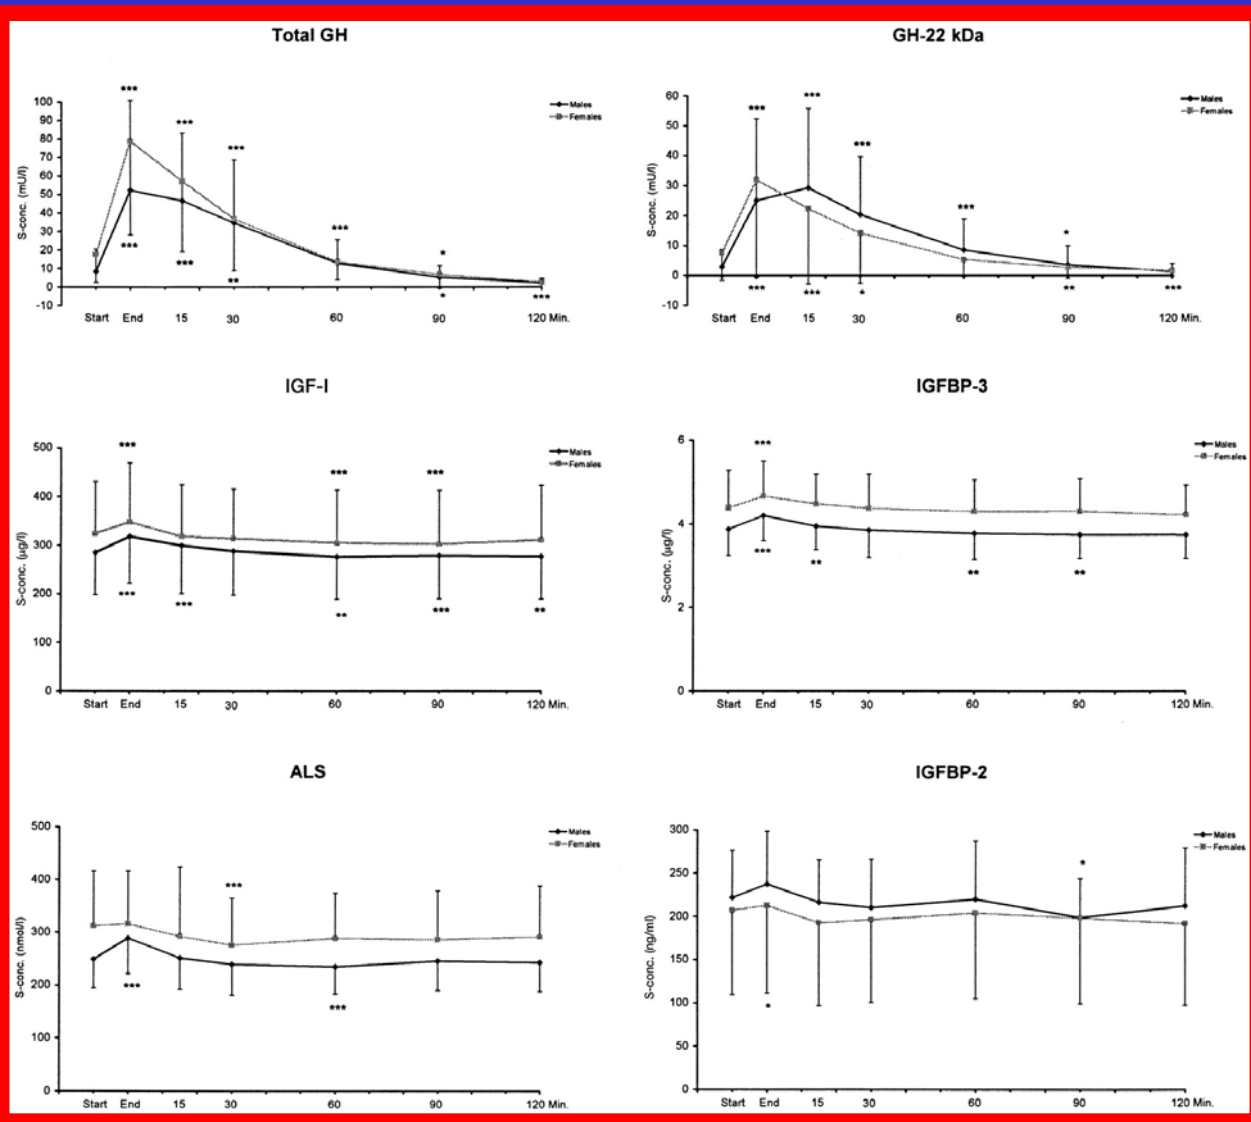 Total GH
***
100
90
80
70
60
50
40
30
20
10
0
-10
S-conc. (mU/l)
***
***
***
*
***
***
**
*
***
Males
Females
Start End 15 30 60 90 120 Min.
GH-22 kDa
60
50
40
30
20
10
0
-10
S-conc. (mU/l)
***
***
***
***
*
***
***
*
**
***
Males
Females
Start End 15 30 60 90 120 Min.
IGF-I
500
400
300
200
100
0
S-conc. (µg/l)
***
***
***
***
***
**
***
**
Males
Females
Start End 15 30 60 90 120 Min.
IGFBP-3
6
4
2
0
S-conc. (µg/l)
***
***
**
**
**
Males
Females
Start End 15 30 60 90 120 Min.
ALS
500
400
300
200
100
0
S-conc. (nmol/l)
***
***
***
Males
Females
Start End 15 30 60 90 120 Min.
IGFBP-2
300
250
200
150
100
50
0
S-conc. (ng/ml)
*
*
Males
Females
Start End 15 30 60 90 120 Min.